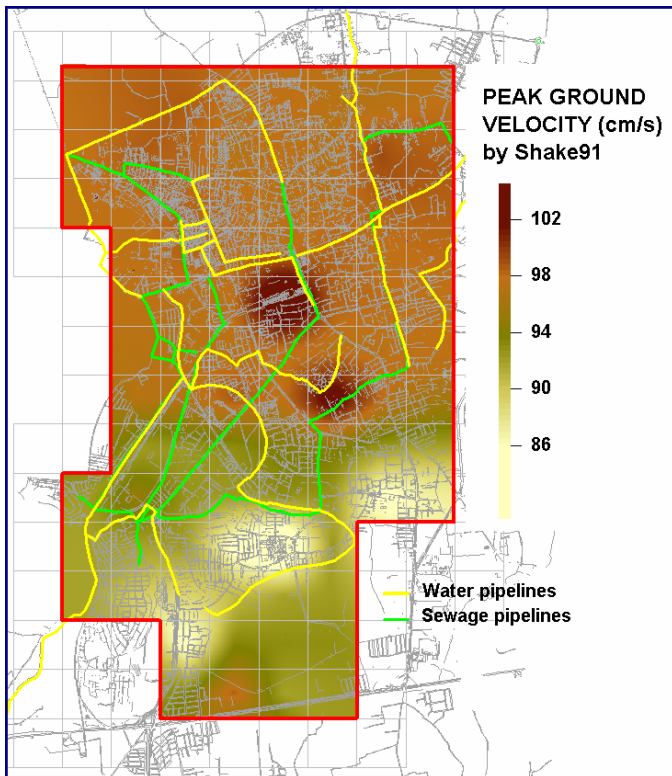 PEAK GROUND
VELOCITY (cm/s)
by Shake91
102
98
94
90
86
Water pipelines
Sewage pipelines